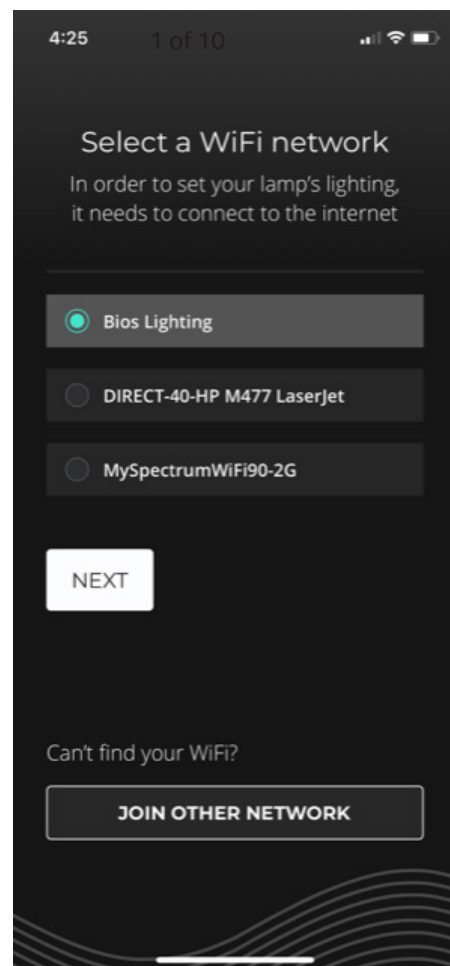 4:25
1 of 10
Select a WiFi network
In order to set your lamp's lighting,
it needs to connect to the internet
Bios Lighting
DIRECT-40-HP M477 LaserJet
MySpectrumWiFi90-2G
NEXT
Can't find your WiFi?
JOIN OTHER NETWORK